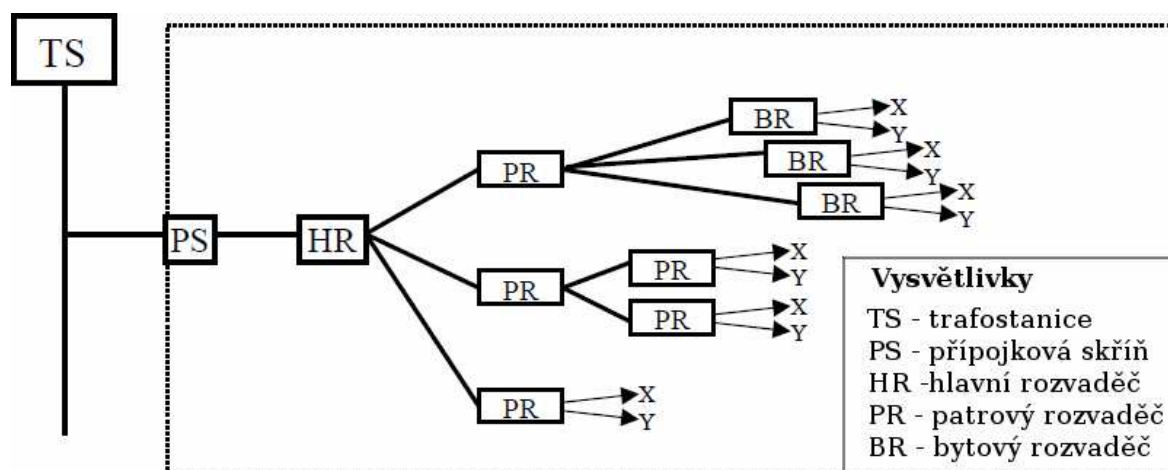 TS
BR
X
Y
BR
X
Y
PR
BR
X
Y
PS
HR
PR
PR
X
Y
PR
X
Y
PR
X
Y
Vysvětlivky
TS - trafostanice
PS - přípojková skříň
HR -hlavní rozvaděč
PR - patrový rozvaděč
BR - bytový rozvaděč